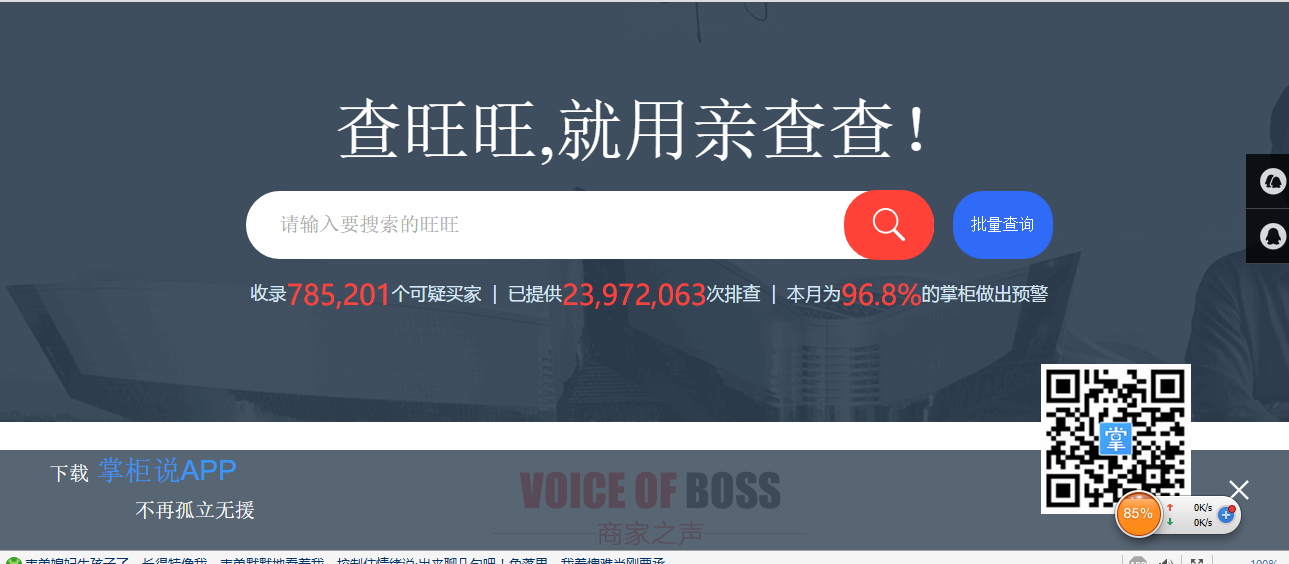 查旺旺,就用亲查查!
请输入要搜索的旺旺
批量查询
收录785,201个可疑买家 | 已提供23,972,063次排查 | 本月为96.8%的掌柜做出预警
掌
下载 掌柜说APP
VOICE OF BOSS
不再孤立无援
商家之声
85%
0K/s
0K/s
100%